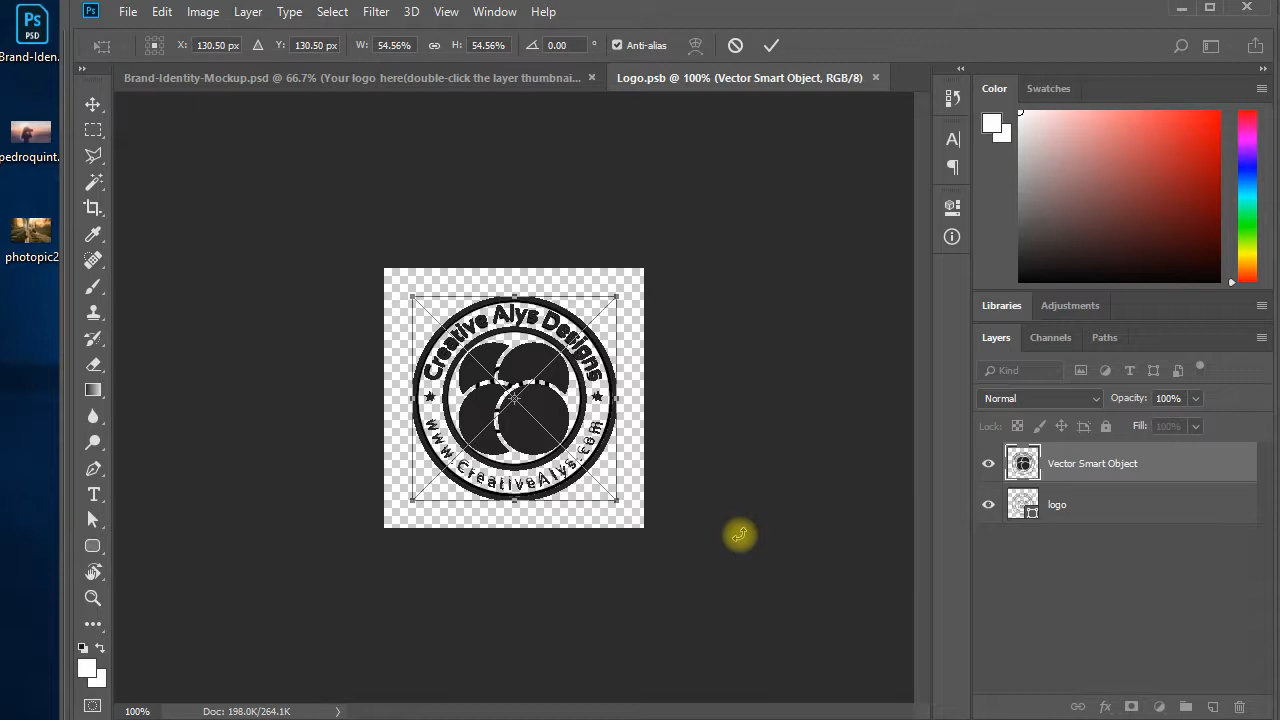 Ps
PSD
Brand-Iden.
pedroquint.
photopic2
Ps File Edit Image Layer Type Select Filter 3D View Window Help
X: 130.50 px Y: 130.50 px W: 54.56% H: 54.56% 0.00 ° Anti-alias
Brand-Identity-Mockup.psd @ 66.7% (Your logo here(double-click the layer thumbnai... × Logo.psb @ 100% (Vector Smart Object, RGB/8) ×
Color Swatches
Creative Alys Designs
www.CreativeAlys.com
Libraries Adjustments
Layers Channels Paths
Kind
Normal Opacity: 100%
Lock: Fill: 100%
Vector Smart Object
logo
100% Doc: 198.0K/264.1K